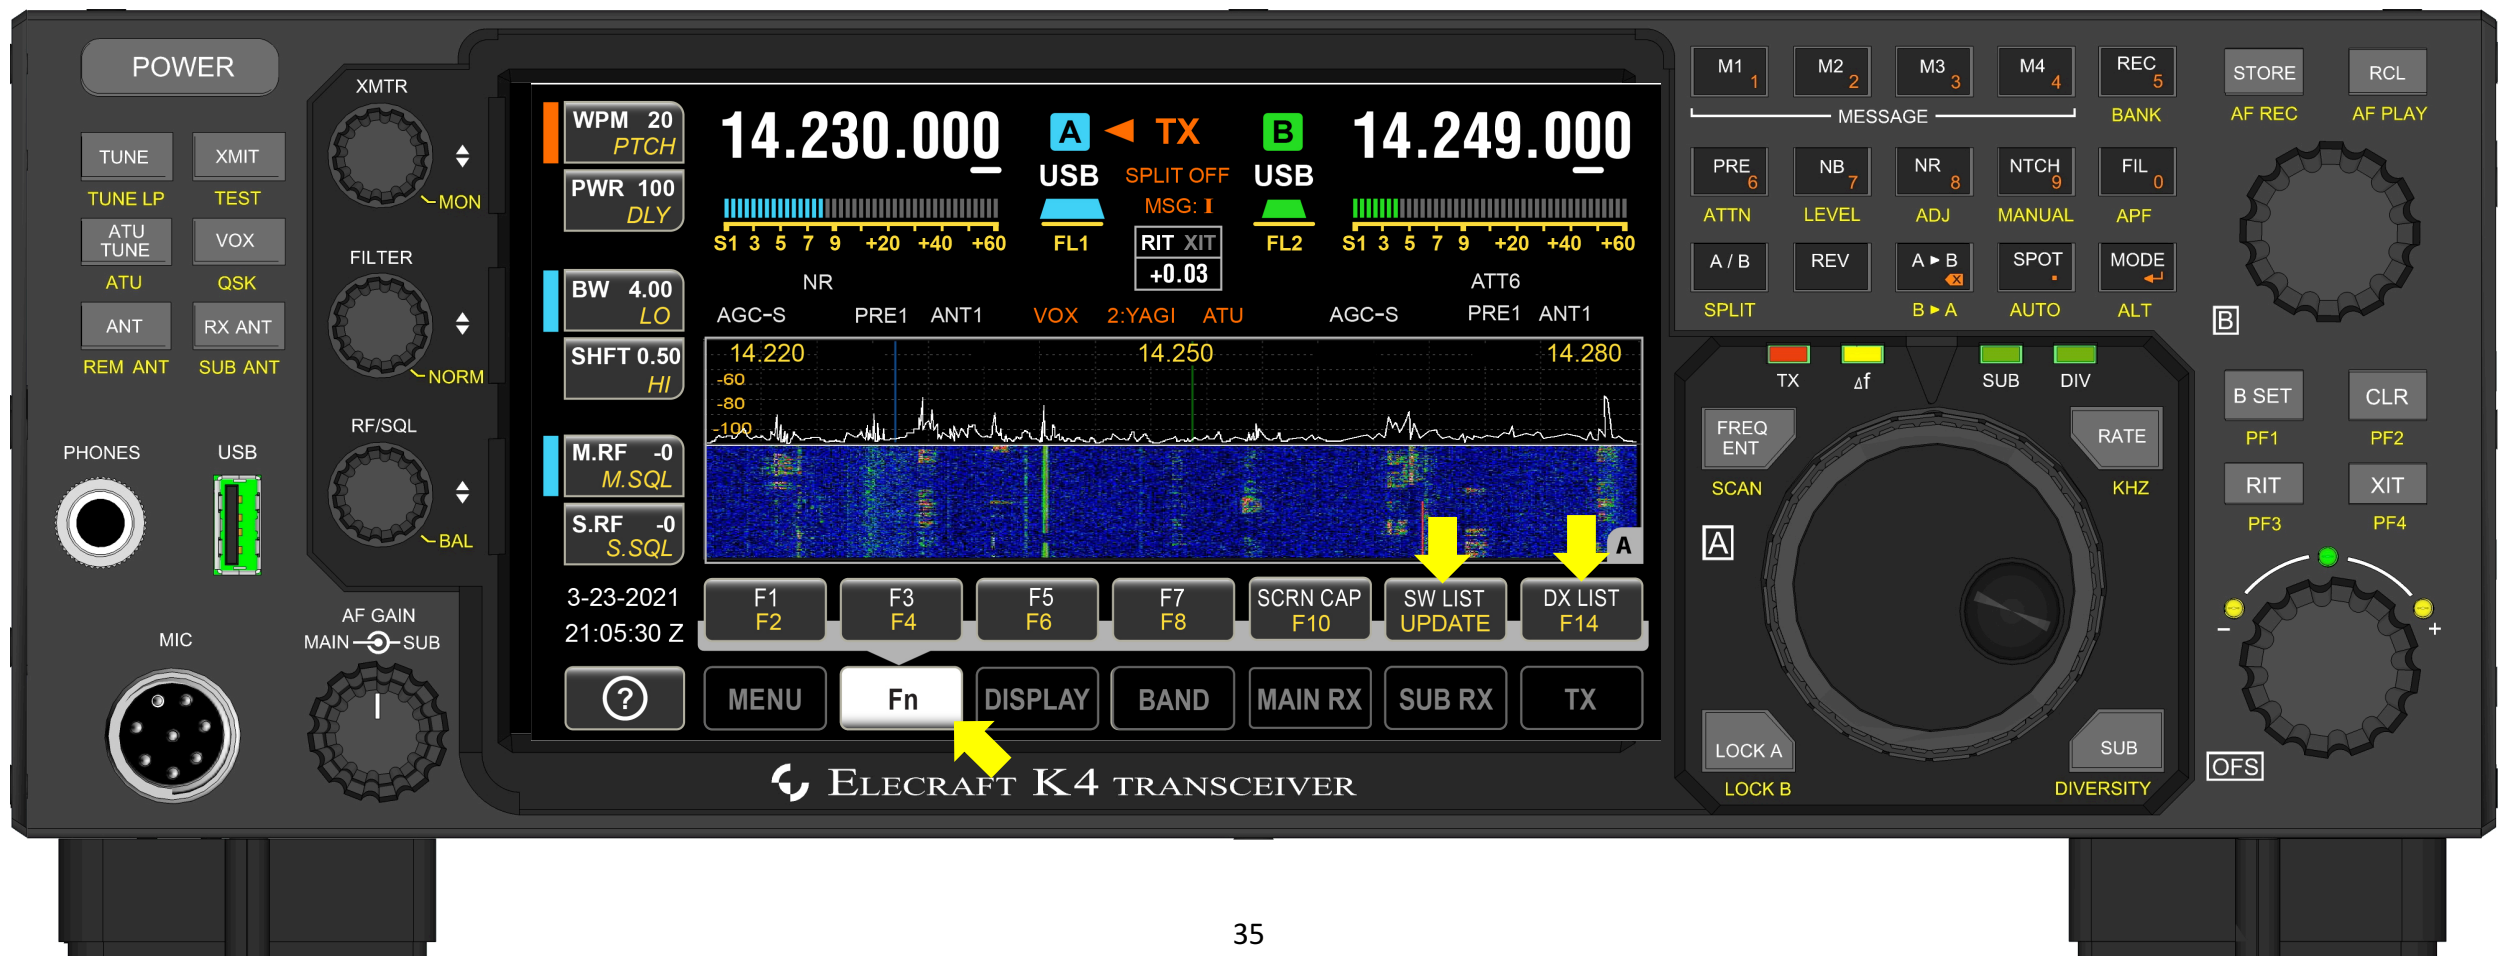 POWER
TUNE
XMIT
TUNE LP
TEST
ATU
TUNE
VOX
ATU
QSK
ANT
RX ANT
REM ANT
SUB ANT
PHONES
USB
MIC
XMTR
MON
FILTER
NORM
RF/SQL
BAL
AF GAIN
MAIN
SUB
WPM 20
PTCH
PWR 100
DLY
BW 4.00
LO
SHFT 0.50
HI
M.RF -0
M.SQL
S.RF -0
S.SQL
3-23-2021
21:05:30 Z
?
14.230.000
A
TX
B
14.249.000
USB
SPLIT OFF
USB
MSG: I
S1 3 5 7 9 +20 +40 +60
FL1
RIT XIT
+0.03
FL2
S1 3 5 7 9 +20 +40 +60
NR
ATT6
AGC-S
PRE1
ANT1
VOX
2:YAGI
ATU
AGC-S
PRE1
ANT1
14.220
14.250
14.280
-60
-80
-100
A
F1
F2
F3
F4
F5
F6
F7
F8
SCRN CAP
F10
SW LIST
UPDATE
DX LIST
F14
MENU
Fn
DISPLAY
BAND
MAIN RX
SUB RX
TX
ELECRAFT K4 TRANSCEIVER
M1 1
M2 2
M3 3
M4 4
REC 5
MESSAGE
BANK
STORE
RCL
AF REC
AF PLAY
PRE 6
NB 7
NR 8
NTCH 9
FIL 0
ATTN
LEVEL
ADJ
MANUAL
APF
A / B
REV
A ► B
SPOT .
MODE
SPLIT
B ► A
AUTO
ALT
B
TX
Δf
SUB
DIV
FREQ
ENT
SCAN
RATE
KHZ
A
LOCK A
LOCK B
SUB
DIVERSITY
B SET
CLR
PF1
PF2
RIT
XIT
PF3
PF4
−
+
OFS
35